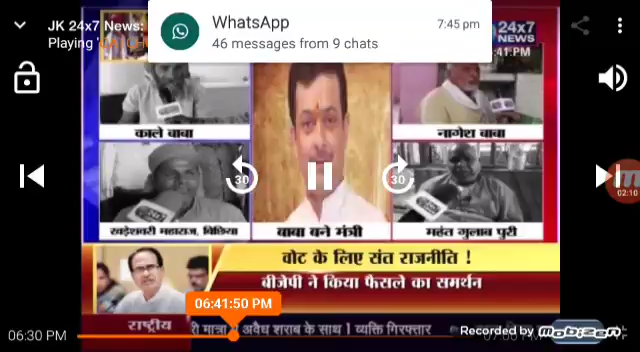 WhatsApp 7:45 pm
46 messages from 9 chats
JK 24x7 News:
Playing '
24x7
NEWS
:41.PM
काले बाबा
नागेश बाबा
30
30
02:10
रखड़ेश्वरी महाराज, बिछिया
बाबा बने मंत्री
महंत गुलाब पुरी
वोट के लिए संत राजनीति !
बीजेपी ने किया फैसले का समर्थन
06:41:50 PM
06:30 PM
राष्ट्रीय
मात्रा में अवैध शराब के साथ 1 व्यक्ति गिरफ्तार
Recorded by Mobizen